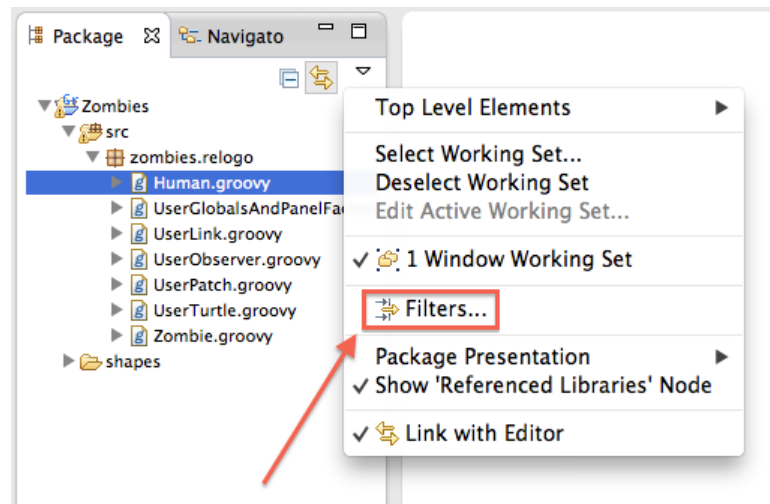 Package
Navigato
Zombies
src
zombies.relogo
Human.groovy
UserGlobalsAndPanelFa
UserLink.groovy
UserObserver.groovy
UserPatch.groovy
UserTurtle.groovy
Zombie.groovy
shapes
Top Level Elements
Select Working Set...
Deselect Working Set
Edit Active Working Set...
1 Window Working Set
Filters...
Package Presentation
Show 'Referenced Libraries' Node
Link with Editor